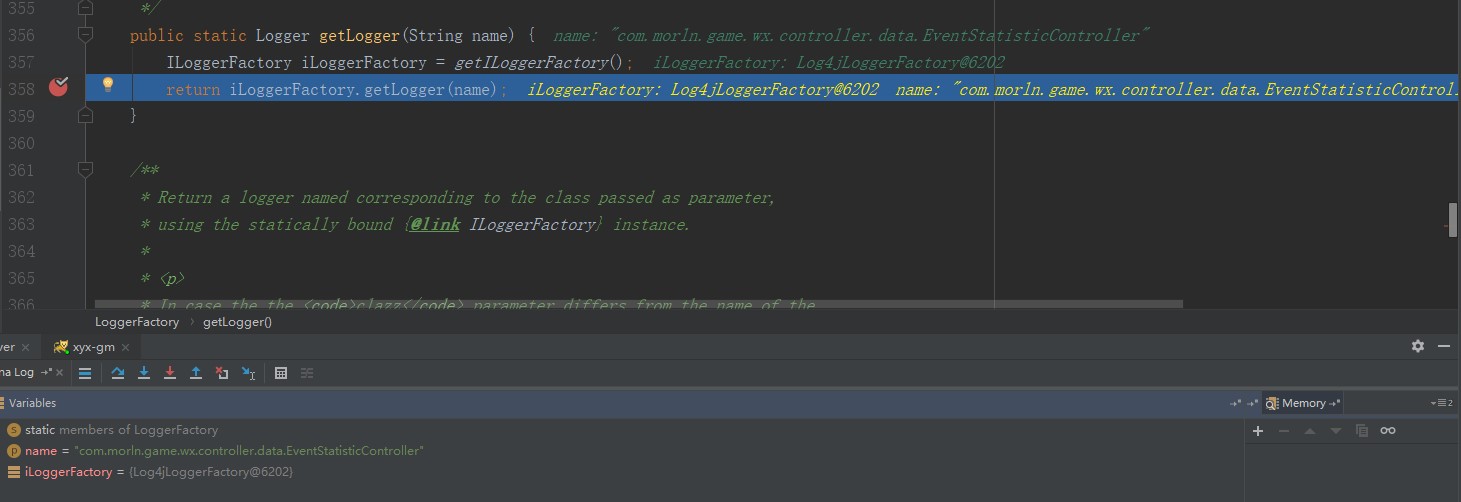 355 */
356 public static Logger getLogger(String name) { name: "com.morln.game.wx.controller.data.EventStatisticController"
357 ILoggerFactory iLoggerFactory = getILoggerFactory(); iLoggerFactory: Log4jLoggerFactory@6202
358 return iLoggerFactory.getLogger(name); iLoggerFactory: Log4jLoggerFactory@6202 name: "com.morln.game.wx.controller.data.EventStatisticControl
359 }
360
361 /**
362 * Return a logger named corresponding to the class passed as parameter,
363 * using the statically bound {@link ILoggerFactory} instance.
364 *
365 * <p>
366 * In case the the <code>clazz</code> parameter differs from the name of the
LoggerFactory getLogger()
ver xyx-gm
na Log
Variables Memory 2
s static members of LoggerFactory
p name = "com.morln.game.wx.controller.data.EventStatisticController"
iLoggerFactory = {Log4jLoggerFactory@6202}